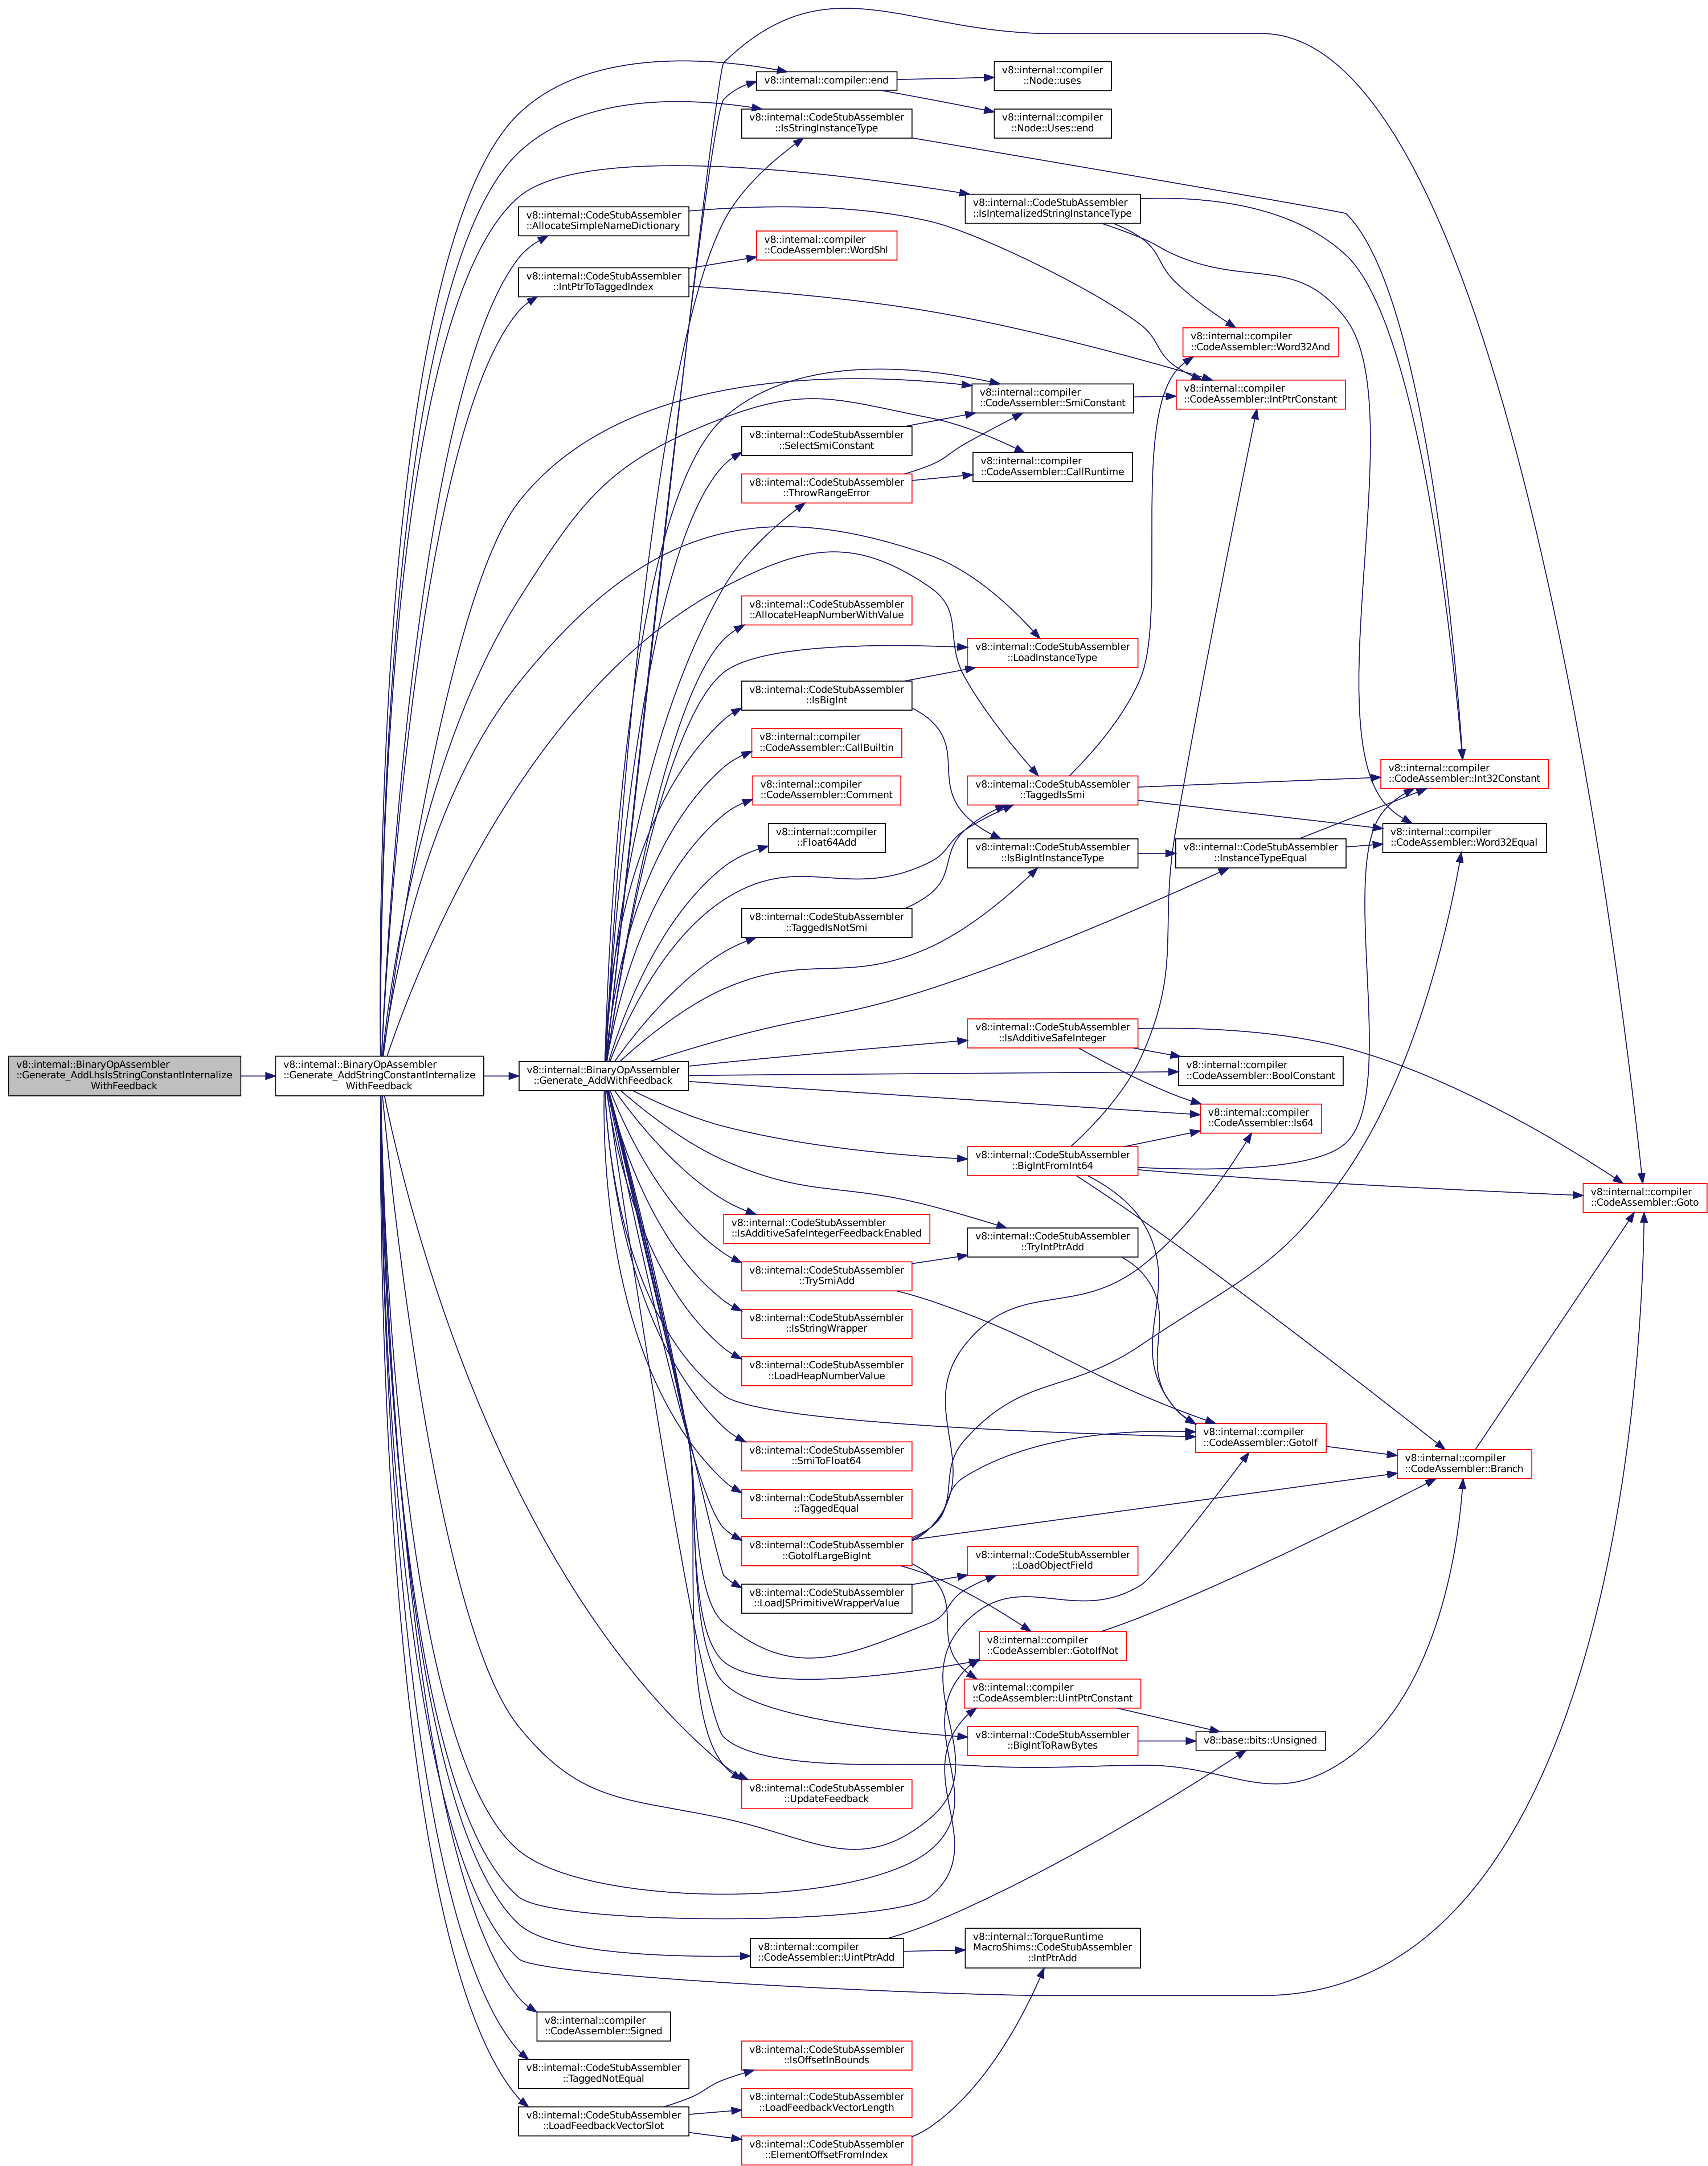 v8::internal::BinaryOpAssembler
::Generate_AddLhsIsStringConstantInternalize
WithFeedback
v8::internal::BinaryOpAssembler
::Generate_AddStringConstantInternalize
WithFeedback
v8::internal::compiler::end
v8::internal::compiler
::Node::uses
v8::internal::compiler
::Node::Uses::end
v8::internal::CodeStubAssembler
::IsStringInstanceType
v8::internal::CodeStubAssembler
::IsInternalizedStringInstanceType
v8::internal::CodeStubAssembler
::AllocateSimpleNameDictionary
v8::internal::compiler
::CodeAssembler::WordShl
v8::internal::CodeStubAssembler
::IntPtrToTaggedIndex
v8::internal::compiler
::CodeAssembler::Word32And
v8::internal::compiler
::CodeAssembler::IntPtrConstant
v8::internal::compiler
::CodeAssembler::SmiConstant
v8::internal::CodeStubAssembler
::SelectSmiConstant
v8::internal::compiler
::CodeAssembler::CallRuntime
v8::internal::CodeStubAssembler
::ThrowRangeError
v8::internal::CodeStubAssembler
::AllocateHeapNumberWithValue
v8::internal::CodeStubAssembler
::LoadInstanceType
v8::internal::CodeStubAssembler
::IsBigInt
v8::internal::compiler
::CodeAssembler::CallBuiltin
v8::internal::compiler
::CodeAssembler::Comment
v8::internal::CodeStubAssembler
::TaggedIsSmi
v8::internal::compiler
::CodeAssembler::Int32Constant
v8::internal::compiler
::Float64Add
v8::internal::CodeStubAssembler
::IsBigIntInstanceType
v8::internal::CodeStubAssembler
::InstanceTypeEqual
v8::internal::compiler
::CodeAssembler::Word32Equal
v8::internal::CodeStubAssembler
::TaggedIsNotSmi
v8::internal::BinaryOpAssembler
::Generate_AddWithFeedback
v8::internal::CodeStubAssembler
::IsAdditiveSafeInteger
v8::internal::compiler
::CodeAssembler::BoolConstant
v8::internal::compiler
::CodeAssembler::Is64
v8::internal::CodeStubAssembler
::BigIntFromInt64
v8::internal::compiler
::CodeAssembler::Goto
v8::internal::CodeStubAssembler
::IsAdditiveSafeIntegerFeedbackEnabled
v8::internal::CodeStubAssembler
::TryIntPtrAdd
v8::internal::CodeStubAssembler
::TrySmiAdd
v8::internal::CodeStubAssembler
::IsStringWrapper
v8::internal::CodeStubAssembler
::LoadHeapNumberValue
v8::internal::compiler
::CodeAssembler::GotoIf
v8::internal::CodeStubAssembler
::SmiToFloat64
v8::internal::compiler
::CodeAssembler::Branch
v8::internal::CodeStubAssembler
::TaggedEqual
v8::internal::CodeStubAssembler
::GotoIfLargeBigInt
v8::internal::CodeStubAssembler
::LoadObjectField
v8::internal::CodeStubAssembler
::LoadJSPrimitiveWrapperValue
v8::internal::compiler
::CodeAssembler::GotoIfNot
v8::internal::compiler
::CodeAssembler::UintPtrConstant
v8::internal::CodeStubAssembler
::BigIntToRawBytes
v8::base::bits::Unsigned
v8::internal::CodeStubAssembler
::UpdateFeedback
v8::internal::compiler
::CodeAssembler::UintPtrAdd
v8::internal::TorqueRuntime
MacroShims::CodeStubAssembler
::IntPtrAdd
v8::internal::compiler
::CodeAssembler::Signed
v8::internal::CodeStubAssembler
::TaggedNotEqual
v8::internal::CodeStubAssembler
::IsOffsetInBounds
v8::internal::CodeStubAssembler
::LoadFeedbackVectorLength
v8::internal::CodeStubAssembler
::LoadFeedbackVectorSlot
v8::internal::CodeStubAssembler
::ElementOffsetFromIndex